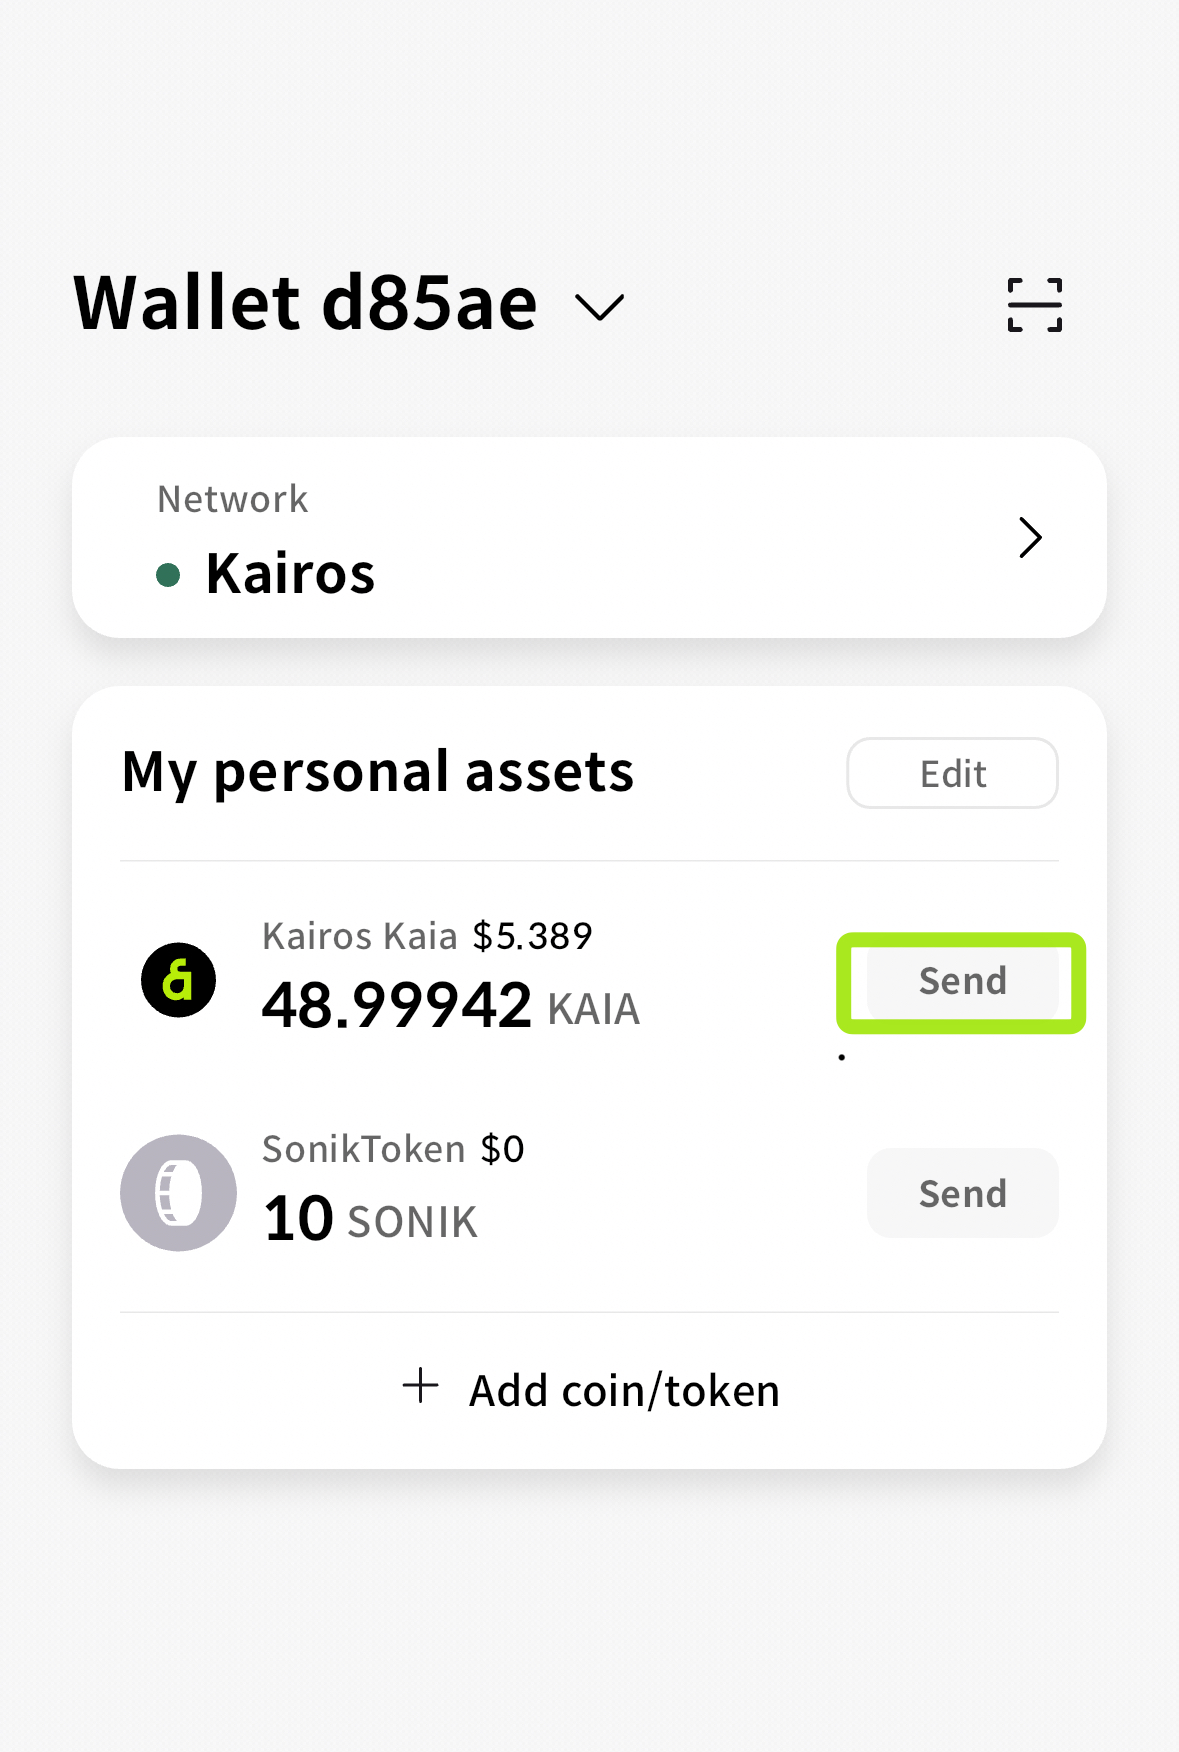 Wallet d85ae
Network
Kairos
My personal assets
Edit
Kairos Kaia $5.389
48.99942 KAIA
Send
SonikToken $0
10 SONIK
Send
Add coin/token